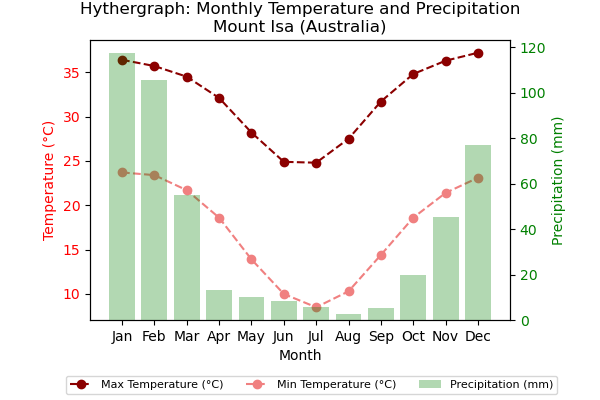 Hythergraph: Monthly Temperature and Precipitation
Mount Isa (Australia)
Temperature (°C)
35
30
25
20
15
10
120
100
80
60
40
20
0
Precipitation (mm)
Jan Feb Mar Apr May Jun Jul Aug Sep Oct Nov Dec
Month
Max Temperature (°C) Min Temperature (°C) Precipitation (mm)